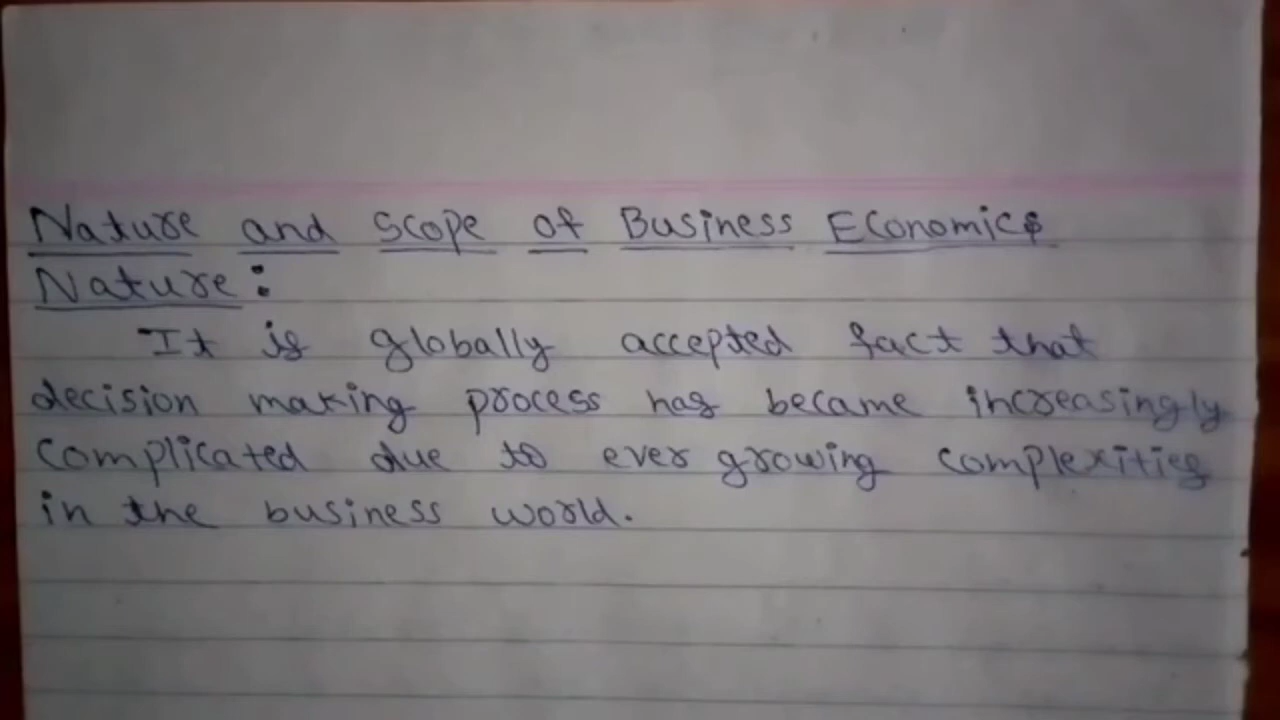 Nature and Scope of Business Economics
Nature:
It is globally accepted fact that
decision making process has became increasingly
complicated due to ever growing complexities
in the business world.